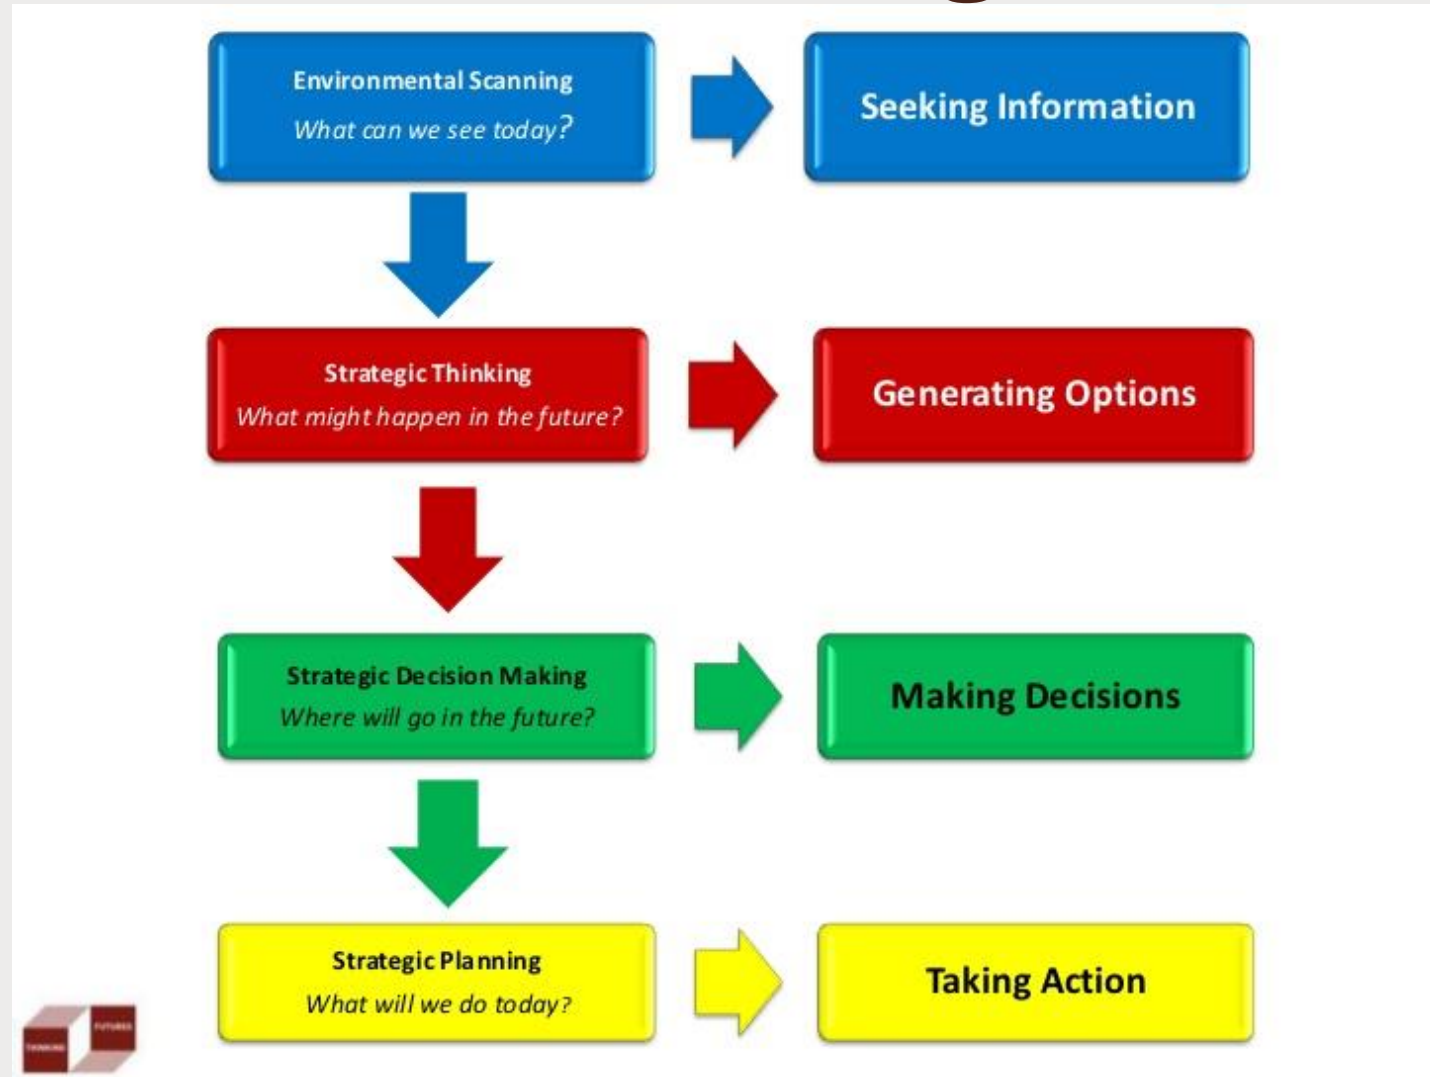 Environmental Scanning
What can we see today?
Seeking Information
Strategic Thinking
What might happen in the future?
Generating Options
Strategic Decision Making
Where will go in the future?
Making Decisions
Strategic Planning
What will we do today?
Taking Action
THINKING
FUTURES